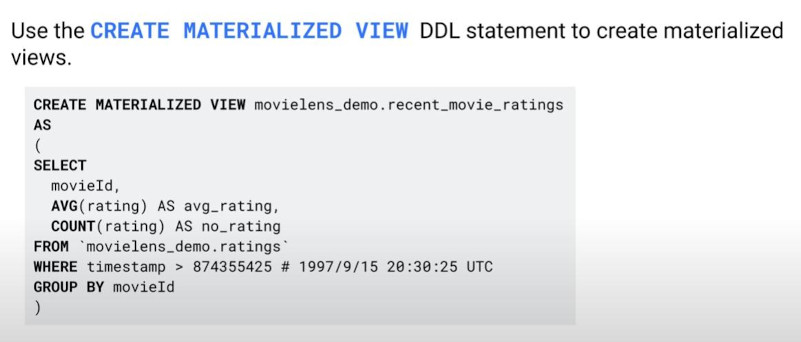 Use the CREATE MATERIALIZED VIEW DDL statement to create materialized
views.
CREATE MATERIALIZED VIEW movielens_demo.recent_movie_ratings
AS
(
SELECT
movieId,
AVG(rating) AS avg_rating,
COUNT(rating) AS no_rating
FROM `movielens_demo.ratings`
WHERE timestamp > 874355425 # 1997/9/15 20:30:25 UTC
GROUP BY movieId
)